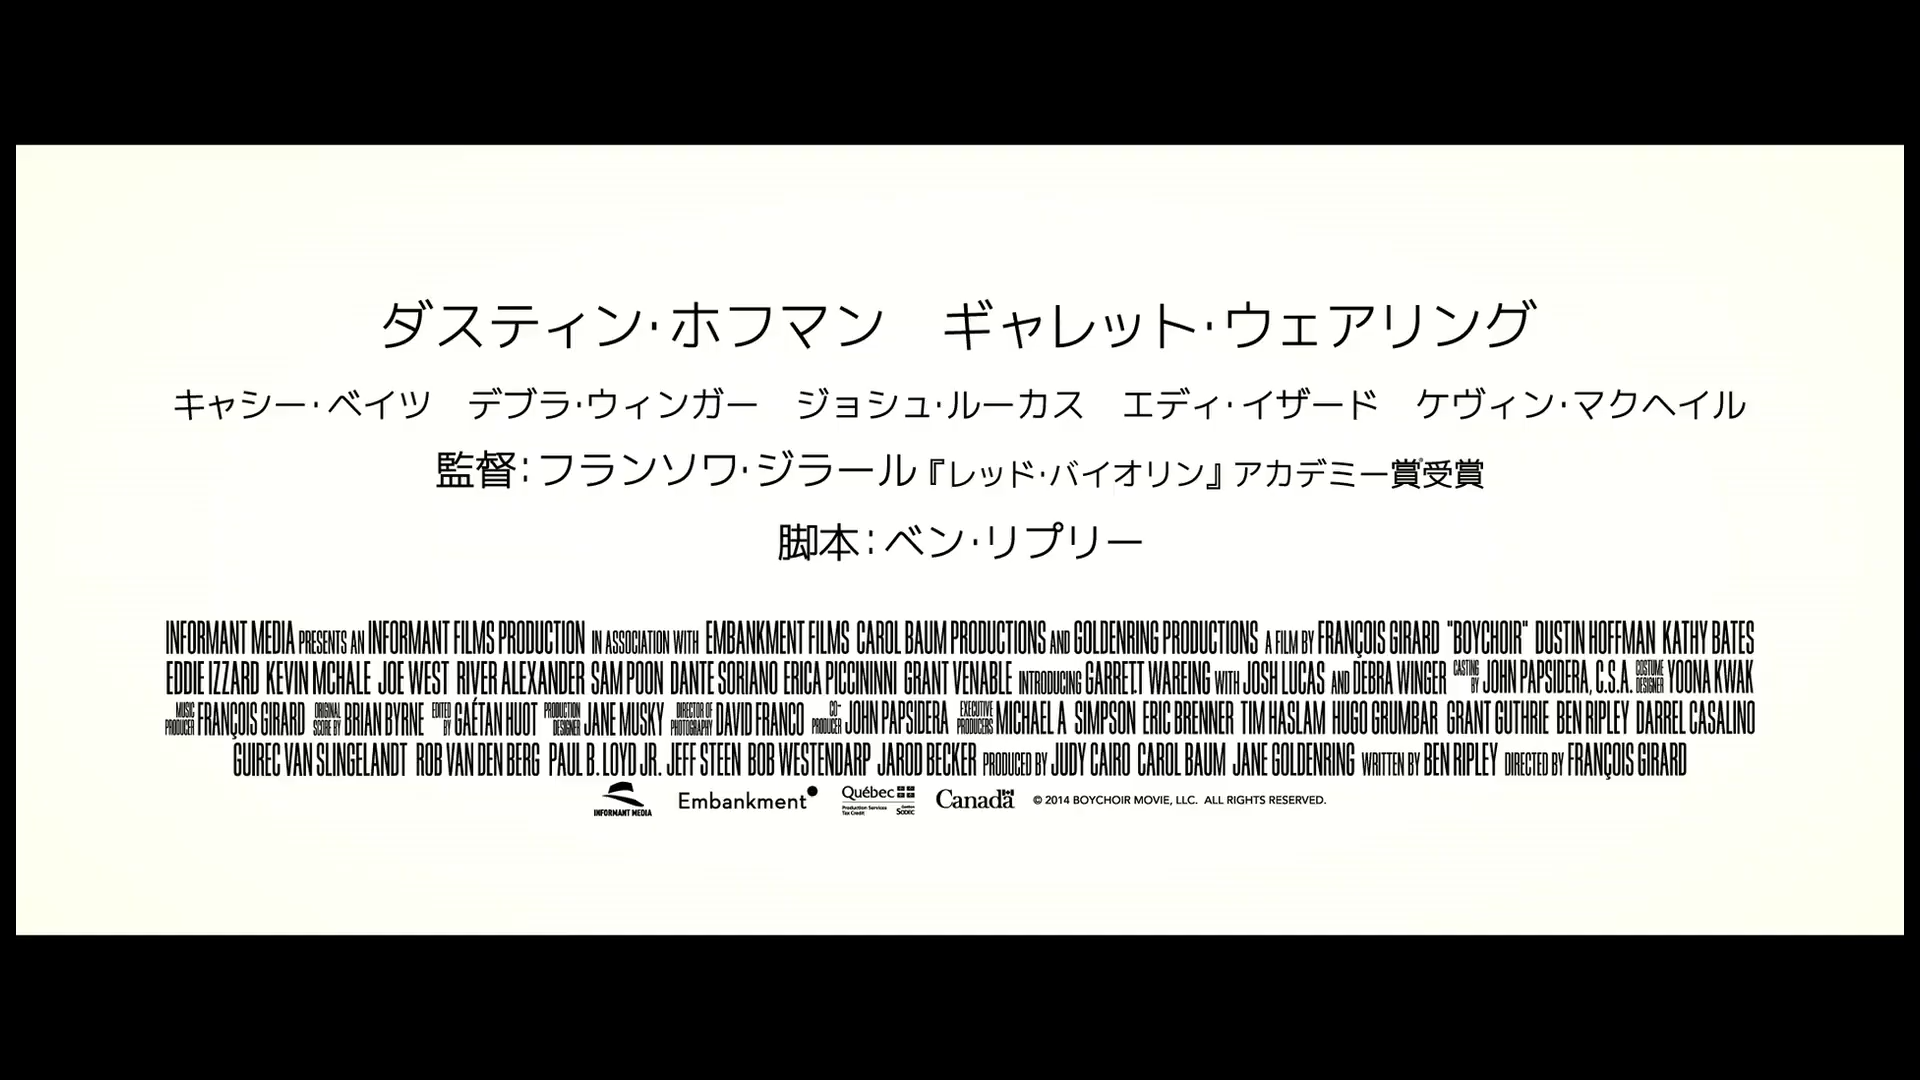 ダスティン・ホフマン　ギャレット・ウェアリング
キャシー・ベイツ　デブラ・ウィンガー　ジョシュ・ルーカス　エディ・イザード　ケヴィン・マクヘイル
監督：フランソワ・ジラール『レッド・バイオリン』アカデミー賞受賞
脚本：ベン・リプリー
INFORMANT MEDIA PRESENTS AN INFORMANT FILMS PRODUCTION IN ASSOCIATION WITH EMBANKMENT FILMS CAROL BAUM PRODUCTIONS AND GOLDENRING PRODUCTIONS A FILM BY FRANÇOIS GIRARD "BOYCHOIR" DUSTIN HOFFMAN KATHY BATES
EDDIE IZZARD KEVIN MCHALE JOE WEST RIVER ALEXANDER SAM POON DANTE SORIANO ERICA PICCININNI GRANT VENABLE INTRODUCING GARRETT WAREING WITH JOSH LUCAS AND DEBRA WINGER CASTING BY JOHN PAPSIDERA, C.S.A. COSTUME DESIGNER YOONA KWAK
MUSIC PRODUCER FRANÇOIS GIRARD ORIGINAL SCORE BY BRIAN BYRNE EDITED BY GAÉTAN HUOT PRODUCTION DESIGNER JANE MUSKY DIRECTOR OF PHOTOGRAPHY DAVID FRANCO CO-PRODUCER JOHN PAPSIDERA EXECUTIVE PRODUCERS MICHAEL A SIMPSON ERIC BRENNER TIM HASLAM HUGO GRUMBAR GRANT GUTHRIE BEN RIPLEY DARREL CASALINO
GUIREC VAN SLINGELANDT ROB VAN DEN BERG PAUL B. LOYD JR. JEFF STEEN BOB WESTENDARP JAROD BECKER PRODUCED BY JUDY CAIRO CAROL BAUM JANE GOLDENRING WRITTEN BY BEN RIPLEY DIRECTED BY FRANÇOIS GIRARD
INFORMANT MEDIA Embankment Québec Production Services Tax Credit SODEC Canada © 2014 BOYCHOIR MOVIE, LLC. ALL RIGHTS RESERVED.